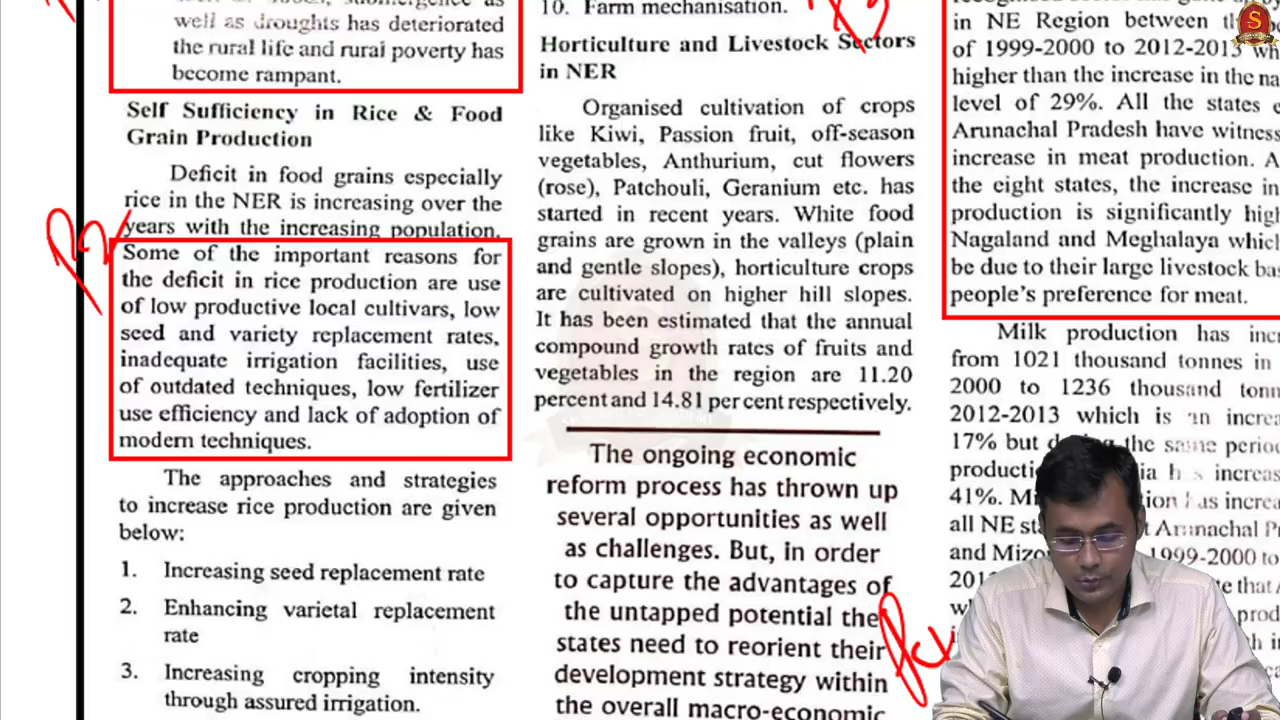 well as droughts has deteriorated
the rural life and rural poverty has
become rampant.
Self Sufficiency in Rice & Food
Grain Production
Deficit in food grains especially
rice in the NER is increasing over the
years with the increasing population.
Some of the important reasons for
the deficit in rice production are use
of low productive local cultivars, low
seed and variety replacement rates,
inadequate irrigation facilities, use
of outdated techniques, low fertilizer
use efficiency and lack of adoption of
modern techniques.
The approaches and strategies
to increase rice production are given
below:
1. Increasing seed replacement rate
2. Enhancing varietal replacement
rate
3. Increasing cropping intensity
through assured irrigation.
10. Farm mechanisation.
Horticulture and Livestock Sectors
in NER
Organised cultivation of crops
like Kiwi, Passion fruit, off-season
vegetables, Anthurium, cut flowers
(rose), Patchouli, Geranium etc. has
started in recent years. White food
grains are grown in the valleys (plain
and gentle slopes), horticulture crops
are cultivated on higher hill slopes.
It has been estimated that the annual
compound growth rates of fruits and
vegetables in the region are 11.20
percent and 14.81 per cent respectively.
The ongoing economic
reform process has thrown up
several opportunities as well
as challenges. But, in order
to capture the advantages of
the untapped potential the
states need to reorient their
development strategy within
the overall macro-economic
in NE Region between
of 1999-2000 to 2012-2013
higher than the increase in the
level of 29%. All the states
Arunachal Pradesh have
increase in meat production.
the eight states, the increase in
production is significantly
Nagaland and Meghalaya
be due to their large livestock
people's preference for meat.
Milk production has
from 1021 thousand tonnes in
2000 to 1236 thousand
2012-2013 which is an
17% but the same
41%.
all NE
and 1999-2000 to